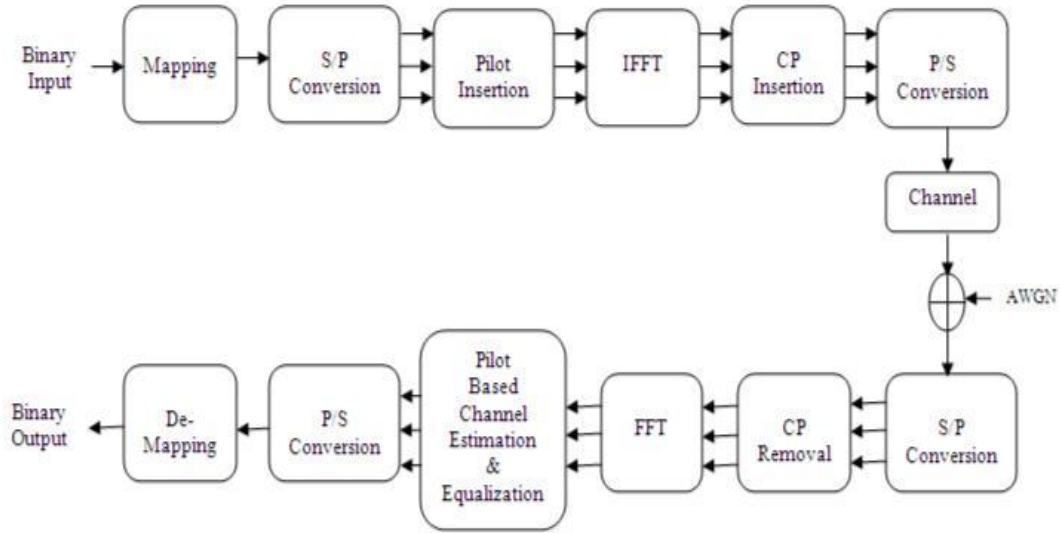 Binary
Input
Mapping
S/P
Conversion
Pilot
Insertion
IFFT
CP
Insertion
P/S
Conversion
Channel
AWGN
Binary
Output
De-
Mapping
P/S
Conversion
Pilot
Based
Channel
Estimation
&
Equalization
FFT
CP
Removal
S/P
Conversion